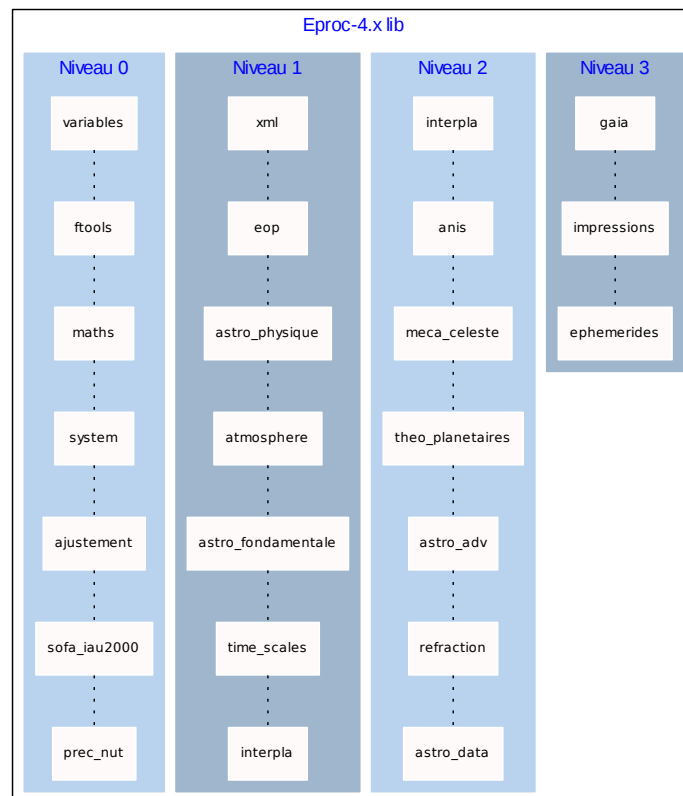 Eproc-4.x lib
Niveau 0
variables
ftools
maths
system
ajustement
sofa_iau2000
prec_nut
Niveau 1
xml
eop
astro_physique
atmosphere
astro_fondamentale
time_scales
interpla
Niveau 2
interpla
anis
meca_celeste
theo_planetaires
astro_adv
refraction
astro_data
Niveau 3
gaia
impressions
ephemerides